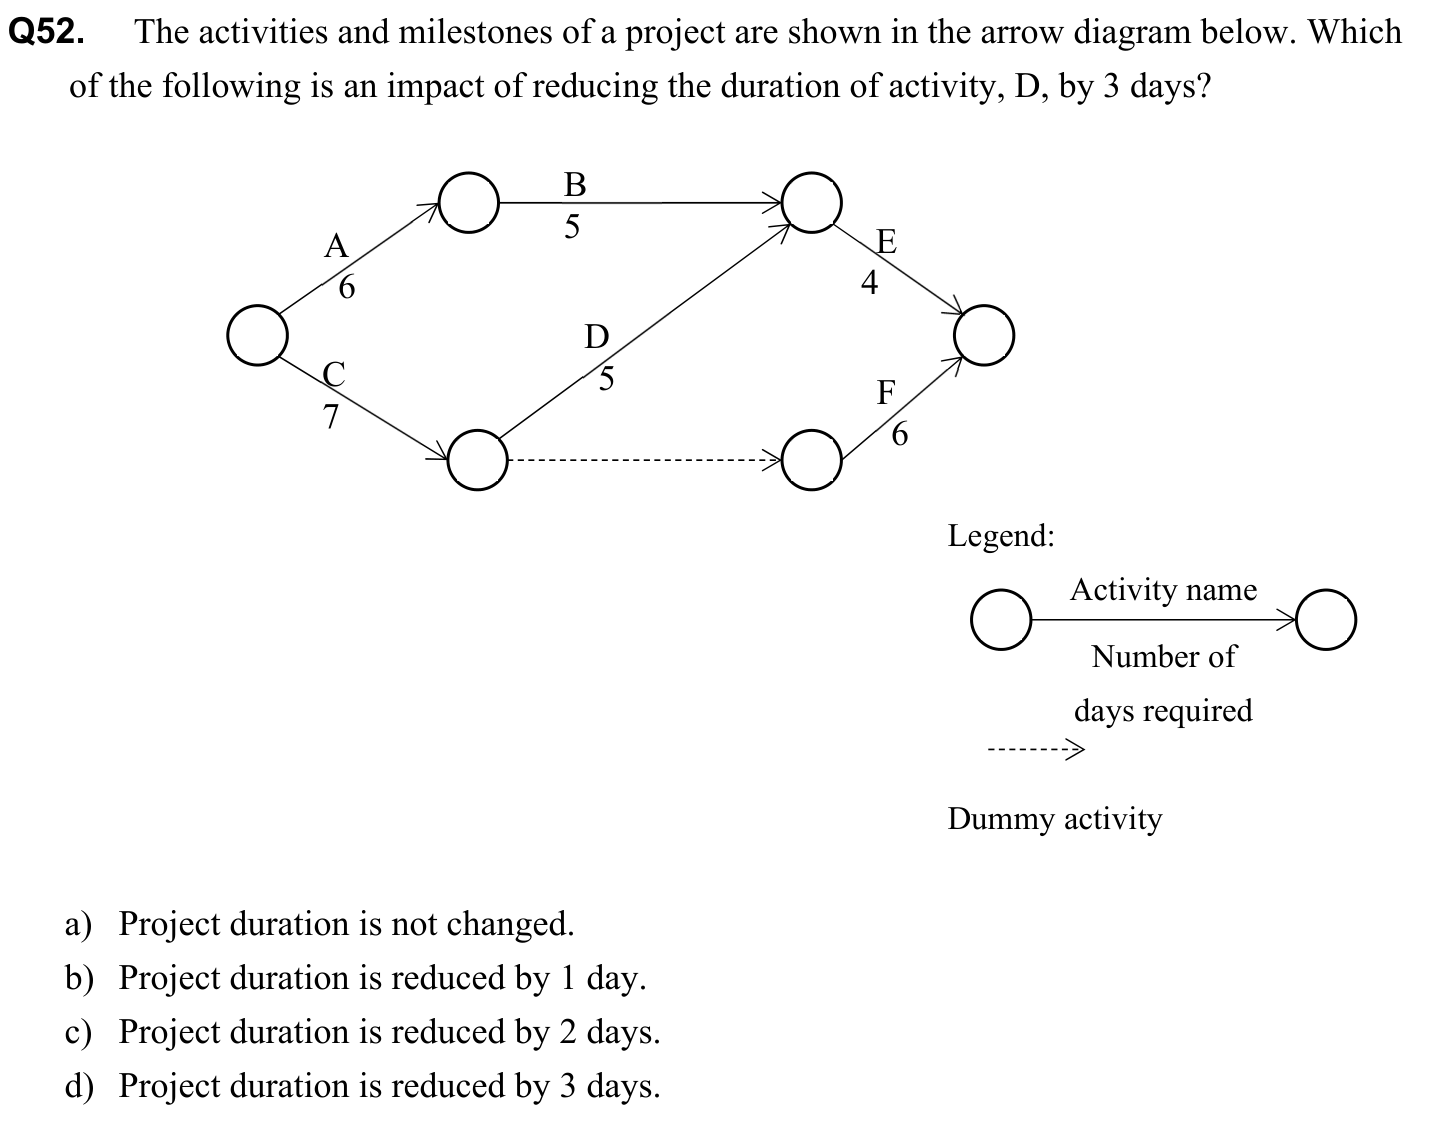 Q52. The activities and milestones of a project are shown in the arrow diagram below. Which
of the following is an impact of reducing the duration of activity, D, by 3 days?
B
5
A
6
E
4
D
5
C
7
F
6
Legend:
Activity name
Number of
days required
Dummy activity
a) Project duration is not changed.
b) Project duration is reduced by 1 day.
c) Project duration is reduced by 2 days.
d) Project duration is reduced by 3 days.